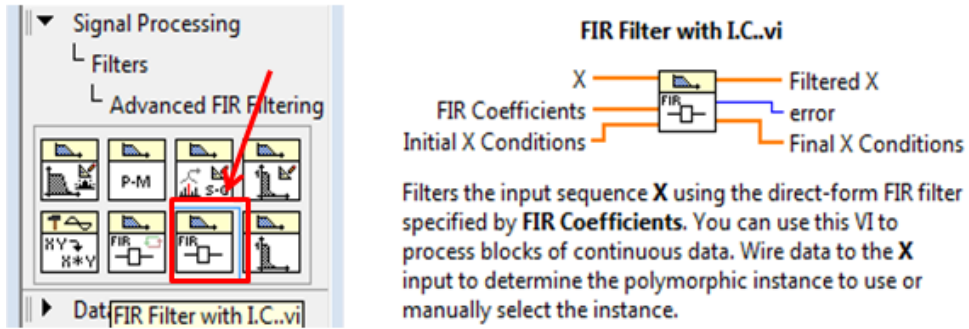 Signal Processing
Filters
Advanced FIR Filtering
P-M
S-G
FIR
FIR
XY
X*Y
FIR Filter with I.C..vi
FIR Filter with I.C..vi
X
FIR Coefficients
Initial X Conditions
FIR
Filtered X
error
Final X Conditions
Filters the input sequence X using the direct-form FIR filter
specified by FIR Coefficients. You can use this VI to
process blocks of continuous data. Wire data to the X
input to determine the polymorphic instance to use or
manually select the instance.